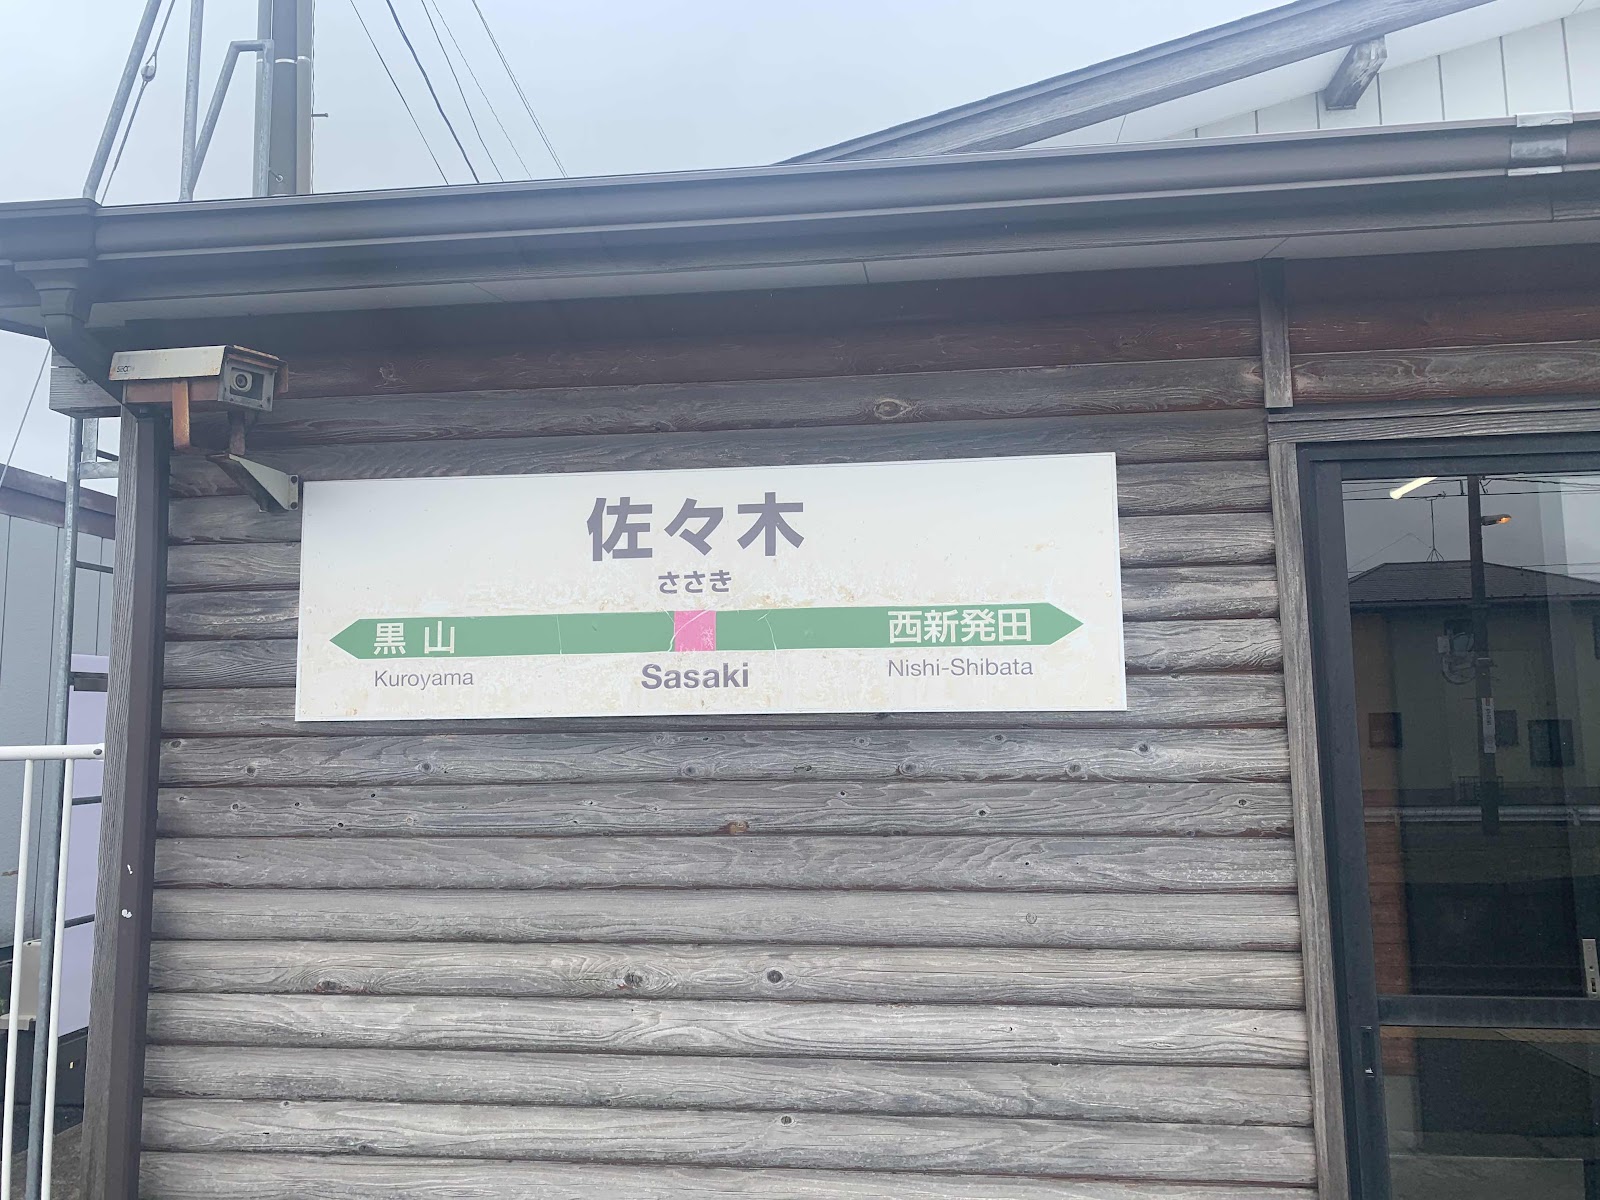 佐々木
ささき
黒山
西新発田
Kuroyama
Sasaki
Nishi-Shibata